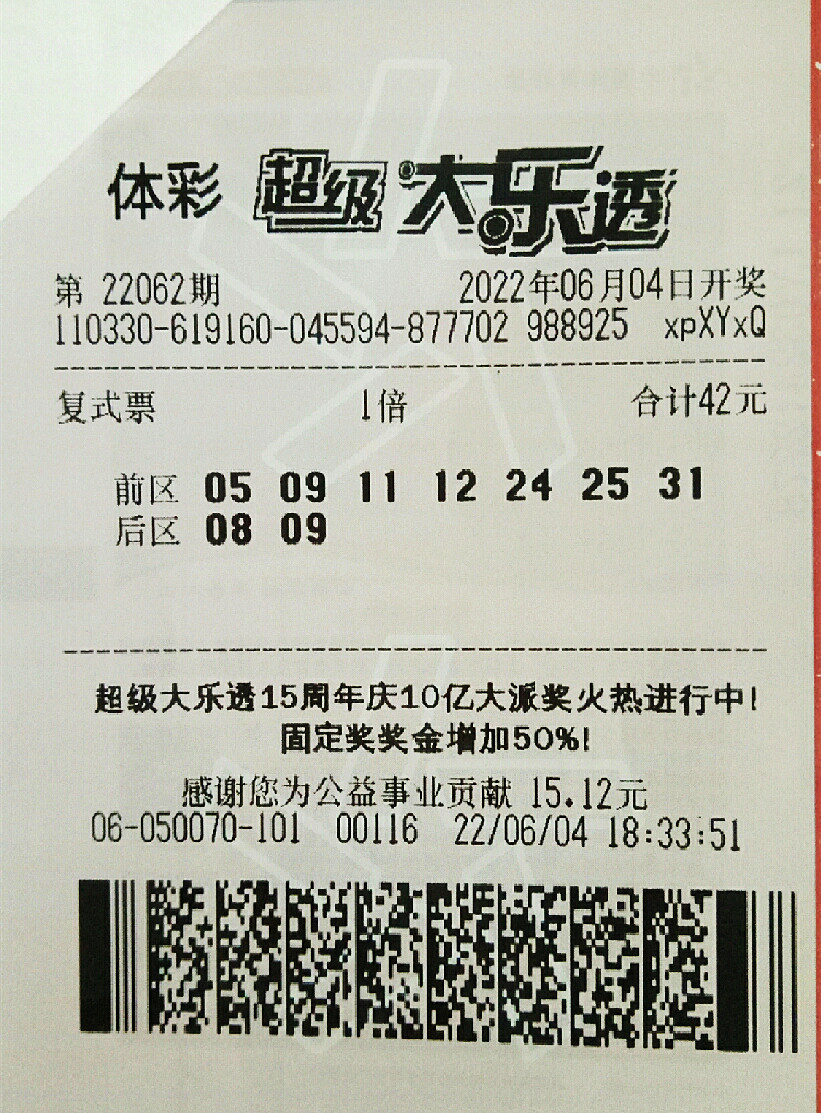 体彩 超级大乐透
第 22062期 2022年06月04日开奖
110330-619160-045594-877702 988925 xpXYxQ
复式票 1倍 合计42元
前区 05 09 11 12 24 25 31
后区 08 09
超级大乐透15周年庆10亿大派奖火热进行中!
固定奖奖金增加50%!
感谢您为公益事业贡献 15.12元
06-050070-101 00116 22/06/04 18:33:51